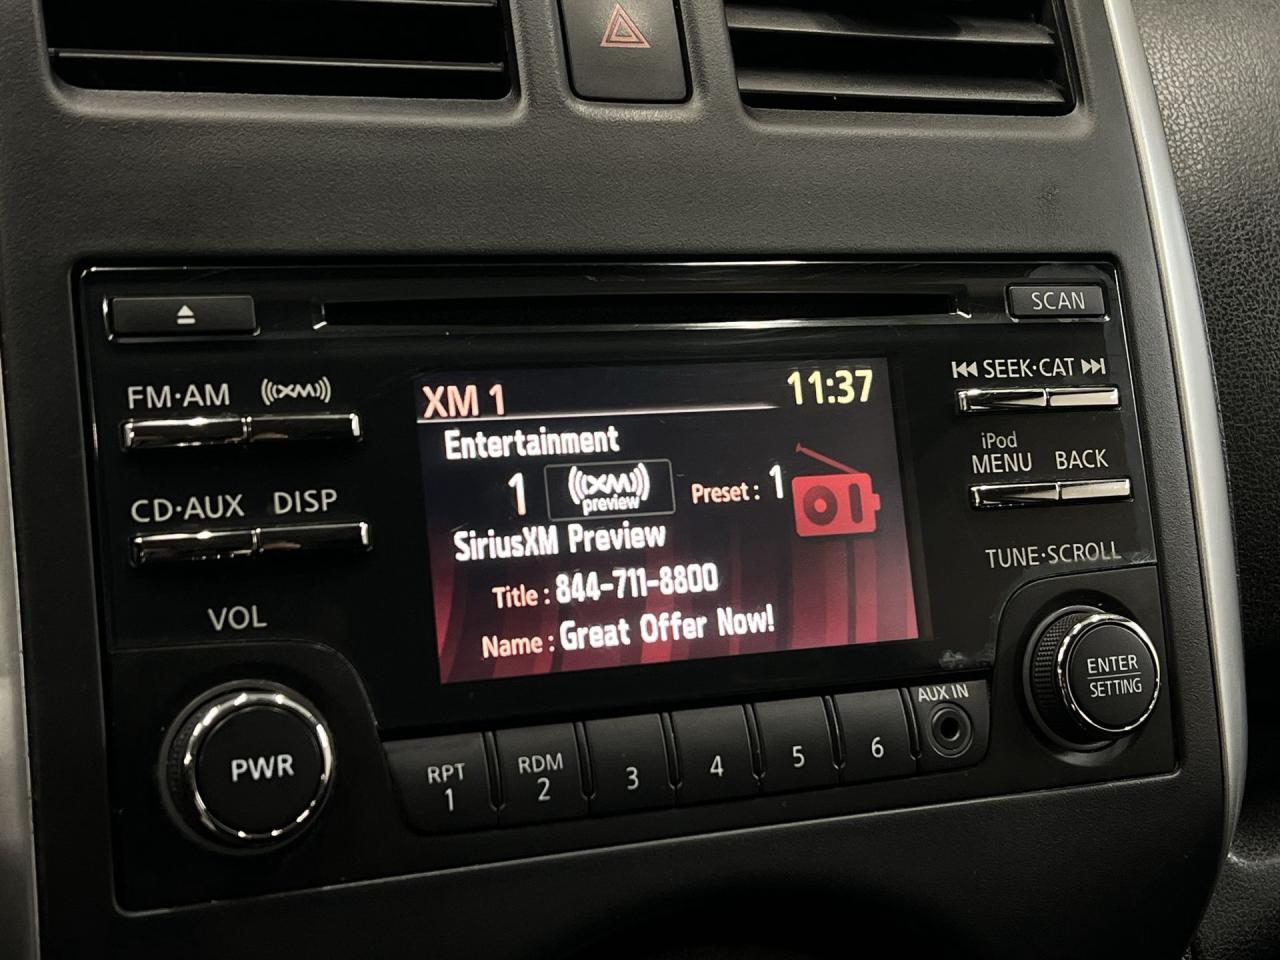 SCAN
FM·AM
((XM))
SEEK·CAT
XM 1
11:37
Entertainment
1
((XM))
preview
Preset: 1
SiriusXM Preview
Title : 844-711-8800
Name : Great Offer Now!
iPod
MENU
BACK
CD·AUX
DISP
TUNE·SCROLL
VOL
ENTER
SETTING
PWR
RPT
1
RDM
2
3
4
5
6
AUX IN